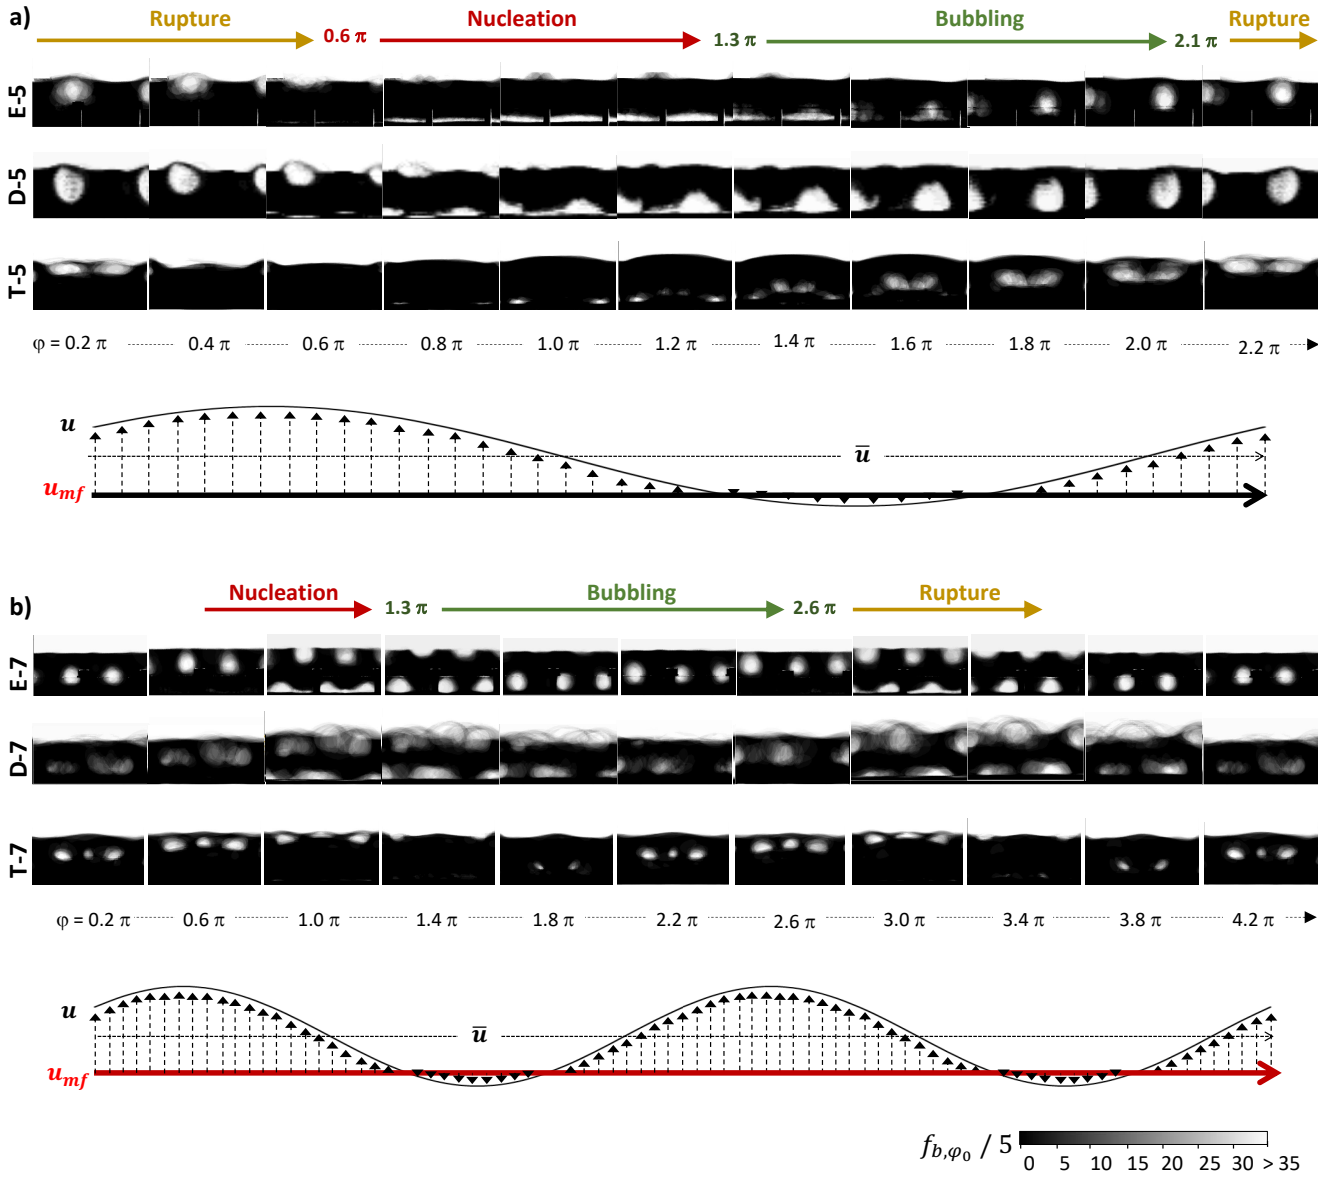 a)
Rupture 0.6 π Nucleation 1.3 π Bubbling 2.1 π Rupture
E-5
D-5
T-5
φ = 0.2 π 0.4 π 0.6 π 0.8 π 1.0 π 1.2 π 1.4 π 1.6 π 1.8 π 2.0 π 2.2 π
u
ū
u_mf
b)
Nucleation 1.3 π Bubbling 2.6 π Rupture
E-7
D-7
T-7
φ = 0.2 π 0.6 π 1.0 π 1.4 π 1.8 π 2.2 π 2.6 π 3.0 π 3.4 π 3.8 π 4.2 π
u
ū
u_mf
f_b,φ₀ / 5
0 5 10 15 20 25 30 > 35